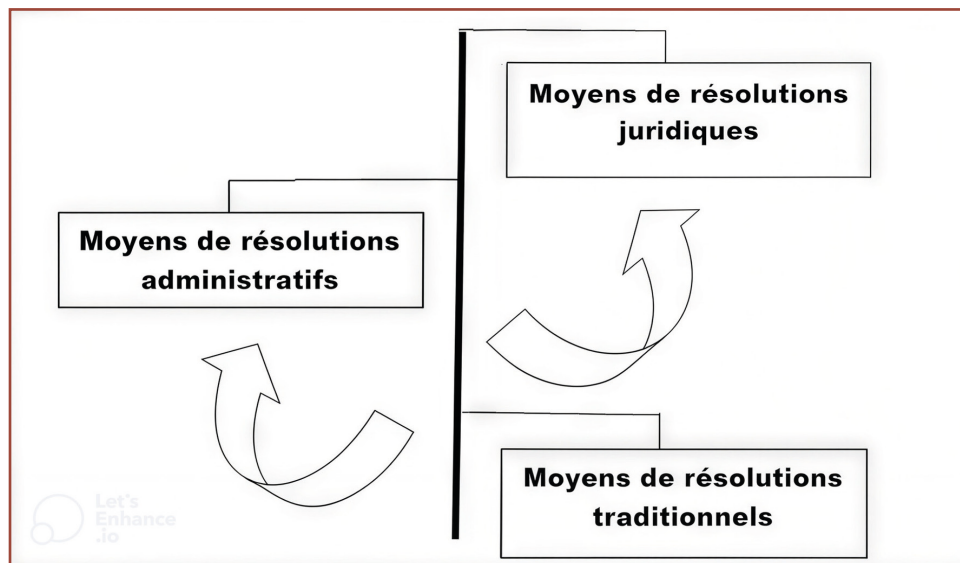 Moyens de résolutions
juridiques
Moyens de résolutions
administratifs
Moyens de résolutions
traditionnels
Let's
Enhance
.io